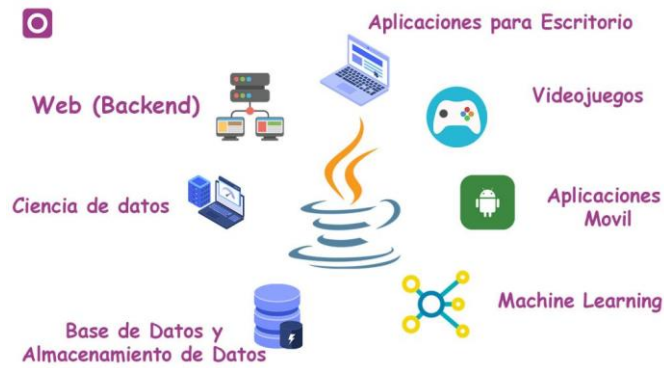 Aplicaciones para Escritorio
Web (Backend)
Videojuegos
Ciencia de datos
Aplicaciones
Movil
Machine Learning
Base de Datos y
Almacenamiento de Datos